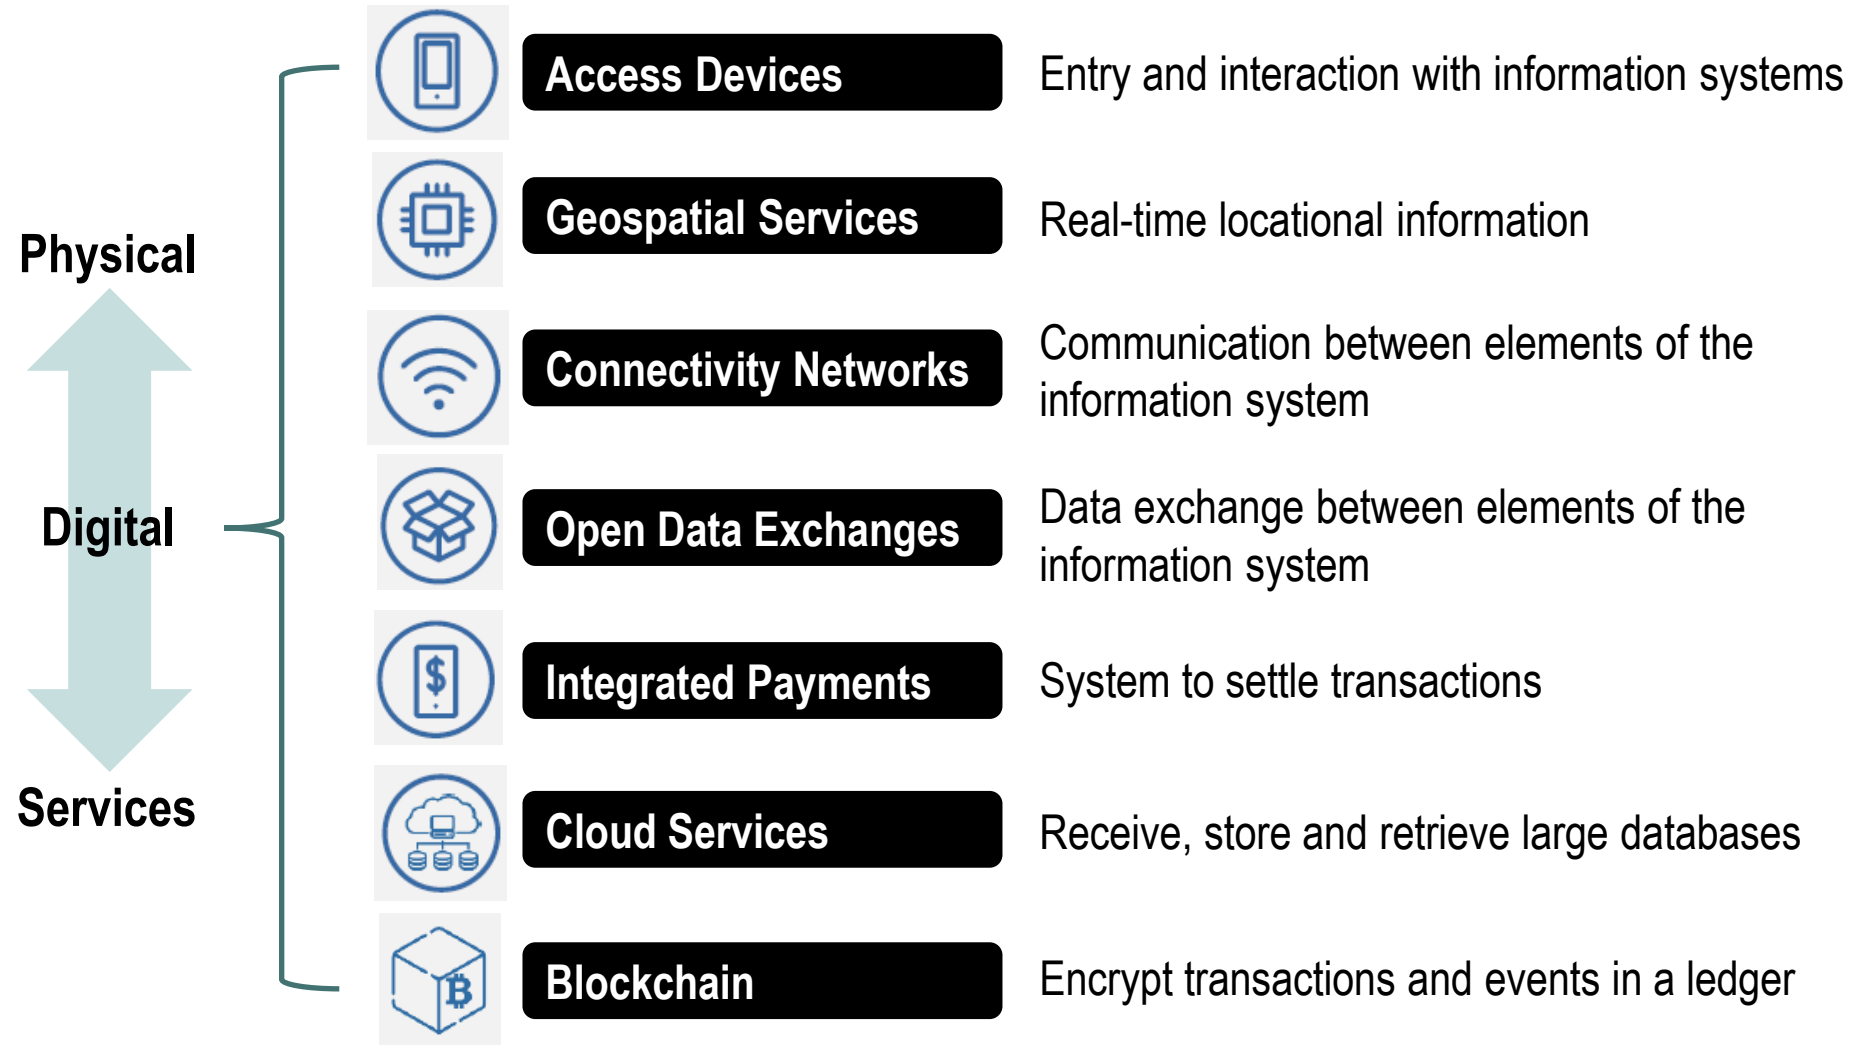 Physical
Digital
Services
Access Devices
Entry and interaction with information systems
Geospatial Services
Real-time locational information
Connectivity Networks
Communication between elements of the
information system
Open Data Exchanges
Data exchange between elements of the
information system
$
Integrated Payments
System to settle transactions
Cloud Services
Receive, store and retrieve large databases
Blockchain
Encrypt transactions and events in a ledger